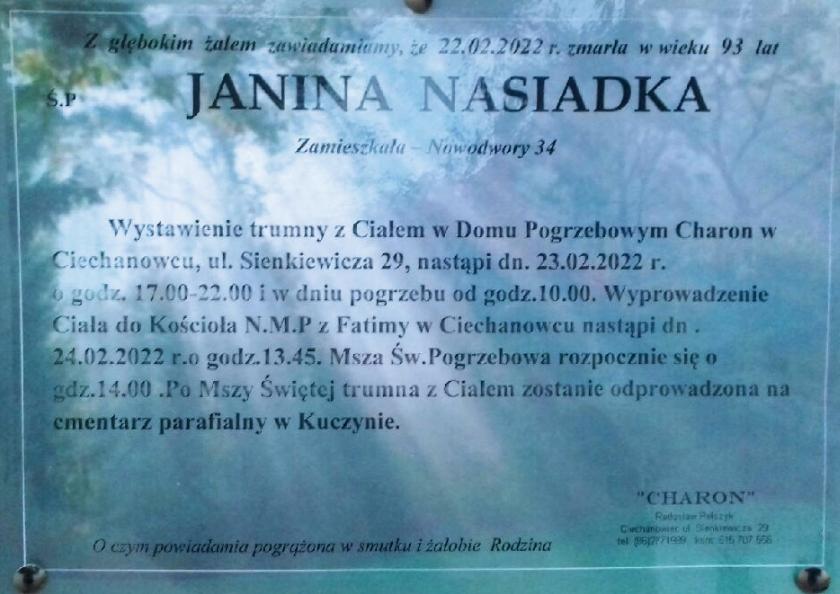 Z głębokim żalem zawiadamiamy, że 22.02.2022 r. zmarła w wieku 93 lat
Ś.P JANINA NASIADKA
Zamieszkała – Nowodwory 34
Wystawienie trumny z Ciałem w Domu Pogrzebowym Charon w
Ciechanowcu, ul. Sienkiewicza 29, nastąpi dn. 23.02.2022 r.
o godz. 17.00-22.00 i w dniu pogrzebu od godz.10.00. Wyprowadzenie
Ciała do Kościoła N.M.P z Fatimy w Ciechanowcu nastąpi dn .
24.02.2022 r.o godz.13.45. Msza Św.Pogrzebowa rozpocznie się o
gdz.14.00 .Po Mszy Świętej trumna z Ciałem zostanie odprowadzona na
cmentarz parafialny w Kuczynie.
"CHARON"
Radosław
Ciechanowiec ul. Sienkiewicza 29
O czym powiadamia pogrążona w smutku i żałobie Rodzina